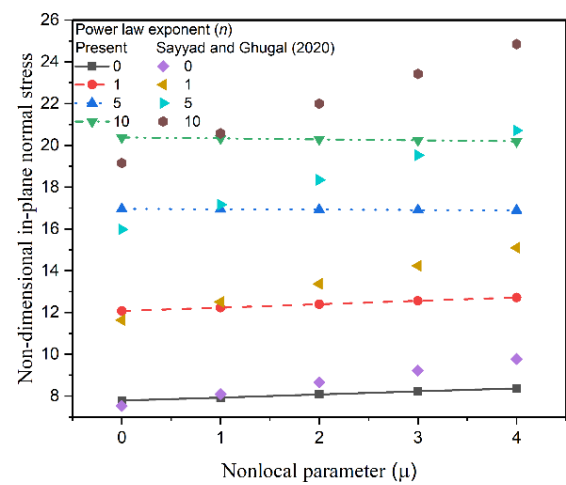 26
24
22
20
18
16
14
12
10
8
Non-dimensional in-plane normal stress
Power law exponent (n)
Present Sayyad and Ghugal (2020)
0 0
1 1
5 5
10 10
0 1 2 3 4
Nonlocal parameter (μ)